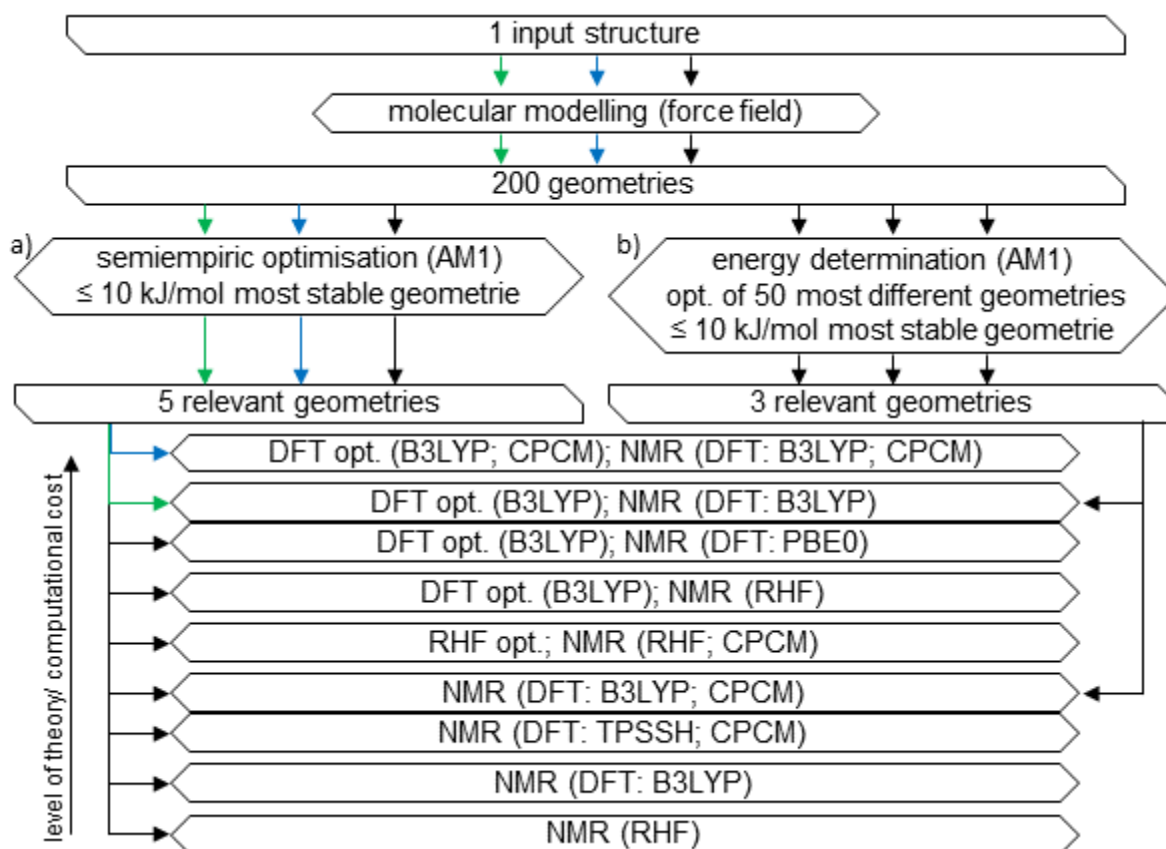 1 input structure
molecular modelling (force field)
200 geometries
a)
semiempiric optimisation (AM1)
≤ 10 kJ/mol most stable geometrie
b)
energy determination (AM1)
opt. of 50 most different geometries
≤ 10 kJ/mol most stable geometrie
5 relevant geometries
3 relevant geometries
level of theory/ computational cost
DFT opt. (B3LYP; CPCM); NMR (DFT: B3LYP; CPCM)
DFT opt. (B3LYP); NMR (DFT: B3LYP)
DFT opt. (B3LYP); NMR (DFT: PBE0)
DFT opt. (B3LYP); NMR (RHF)
RHF opt.; NMR (RHF; CPCM)
NMR (DFT: B3LYP; CPCM)
NMR (DFT: TPSSH; CPCM)
NMR (DFT: B3LYP)
NMR (RHF)